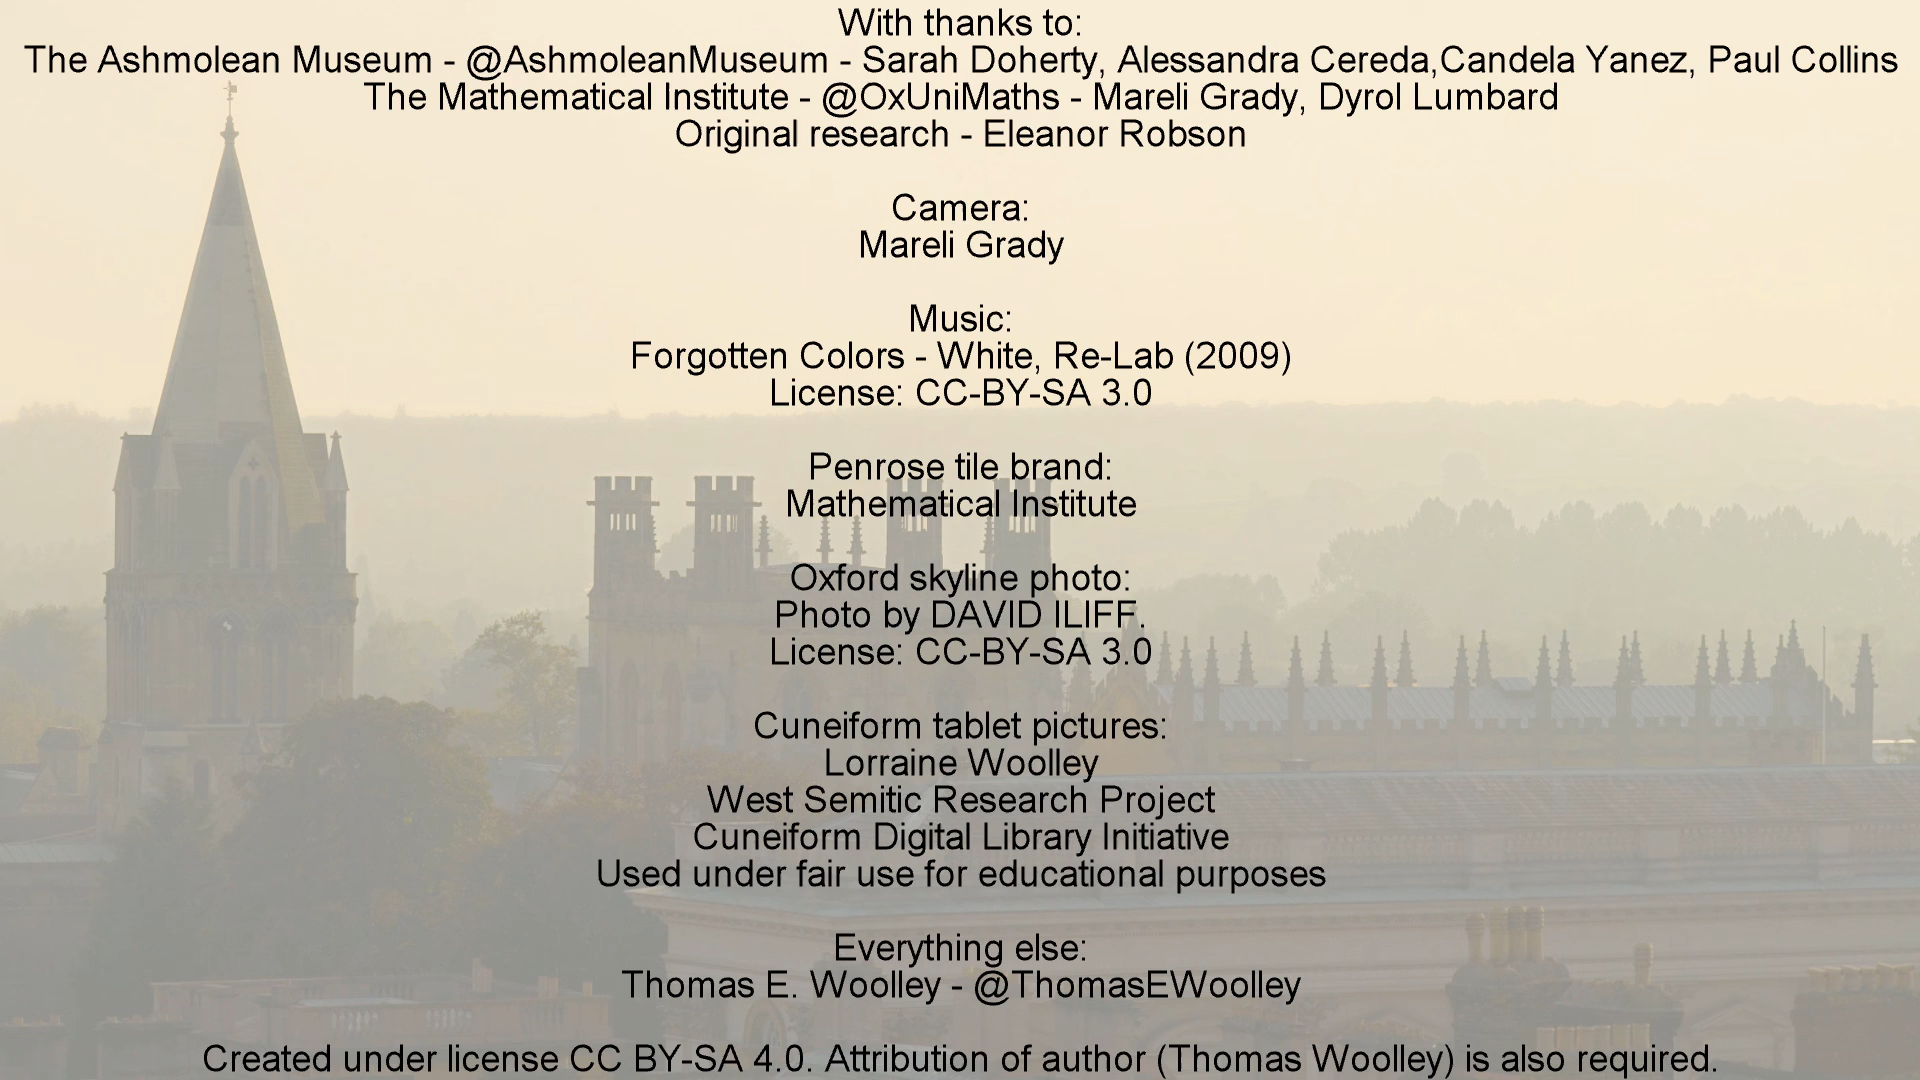 With thanks to:
The Ashmolean Museum - @AshmoleanMuseum - Sarah Doherty, Alessandra Cereda,Candela Yanez, Paul Collins
The Mathematical Institute - @OxUniMaths - Mareli Grady, Dyrol Lumbard
Original research - Eleanor Robson
Camera:
Mareli Grady
Music:
Forgotten Colors - White, Re-Lab (2009)
License: CC-BY-SA 3.0
Penrose tile brand:
Mathematical Institute
Oxford skyline photo:
Photo by DAVID ILIFF.
License: CC-BY-SA 3.0
Cuneiform tablet pictures:
Lorraine Woolley
West Semitic Research Project
Cuneiform Digital Library Initiative
Used under fair use for educational purposes
Everything else:
Thomas E. Woolley - @ThomasEWoolley
Created under license CC BY-SA 4.0. Attribution of author (Thomas Woolley) is also required.